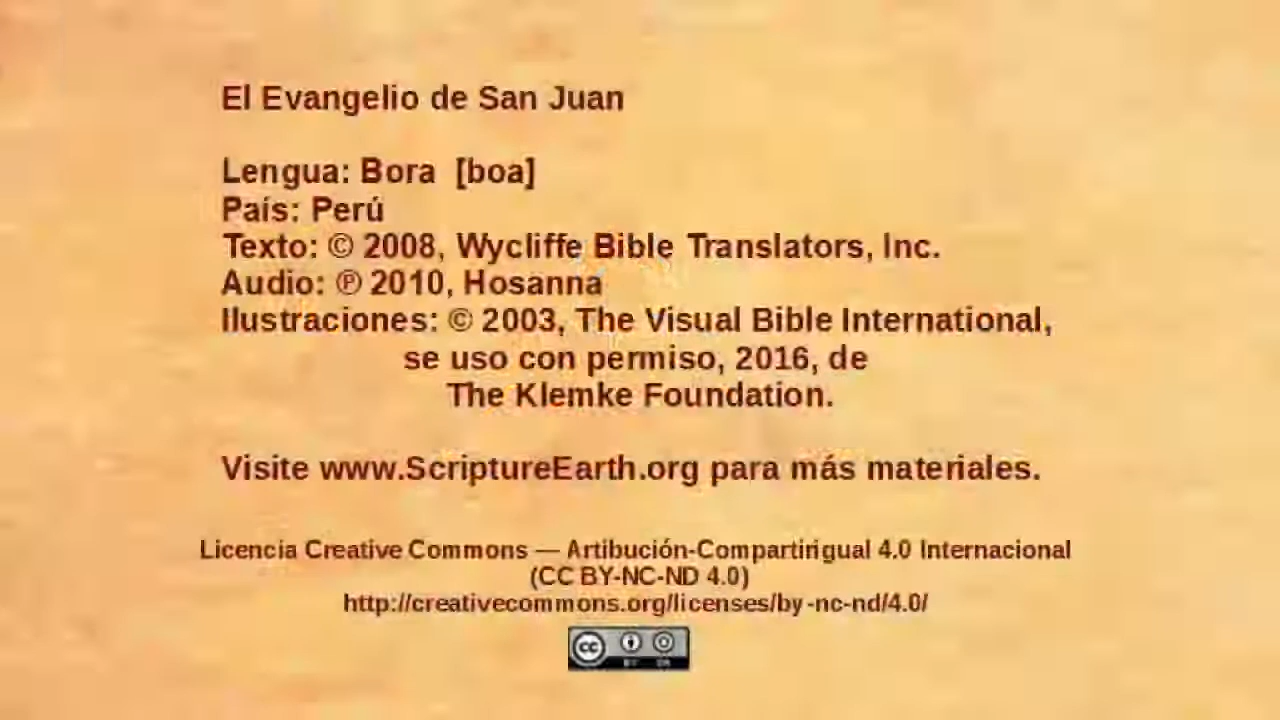 El Evangelio de San Juan
Lengua: Bora [boa]
País: Perú
Texto: © 2008, Wycliffe Bible Translators, Inc.
Audio: ℗ 2010, Hosanna
Ilustraciones: © 2003, The Visual Bible International,
se uso con permiso, 2016, de
The Klemke Foundation.
Visite www.ScriptureEarth.org para más materiales.
Licencia Creative Commons — Artibución-Compartirigual 4.0 Internacional
(CC BY-NC-ND 4.0)
http://creativecommons.org/licenses/by-nc-nd/4.0/
cc
BY SA